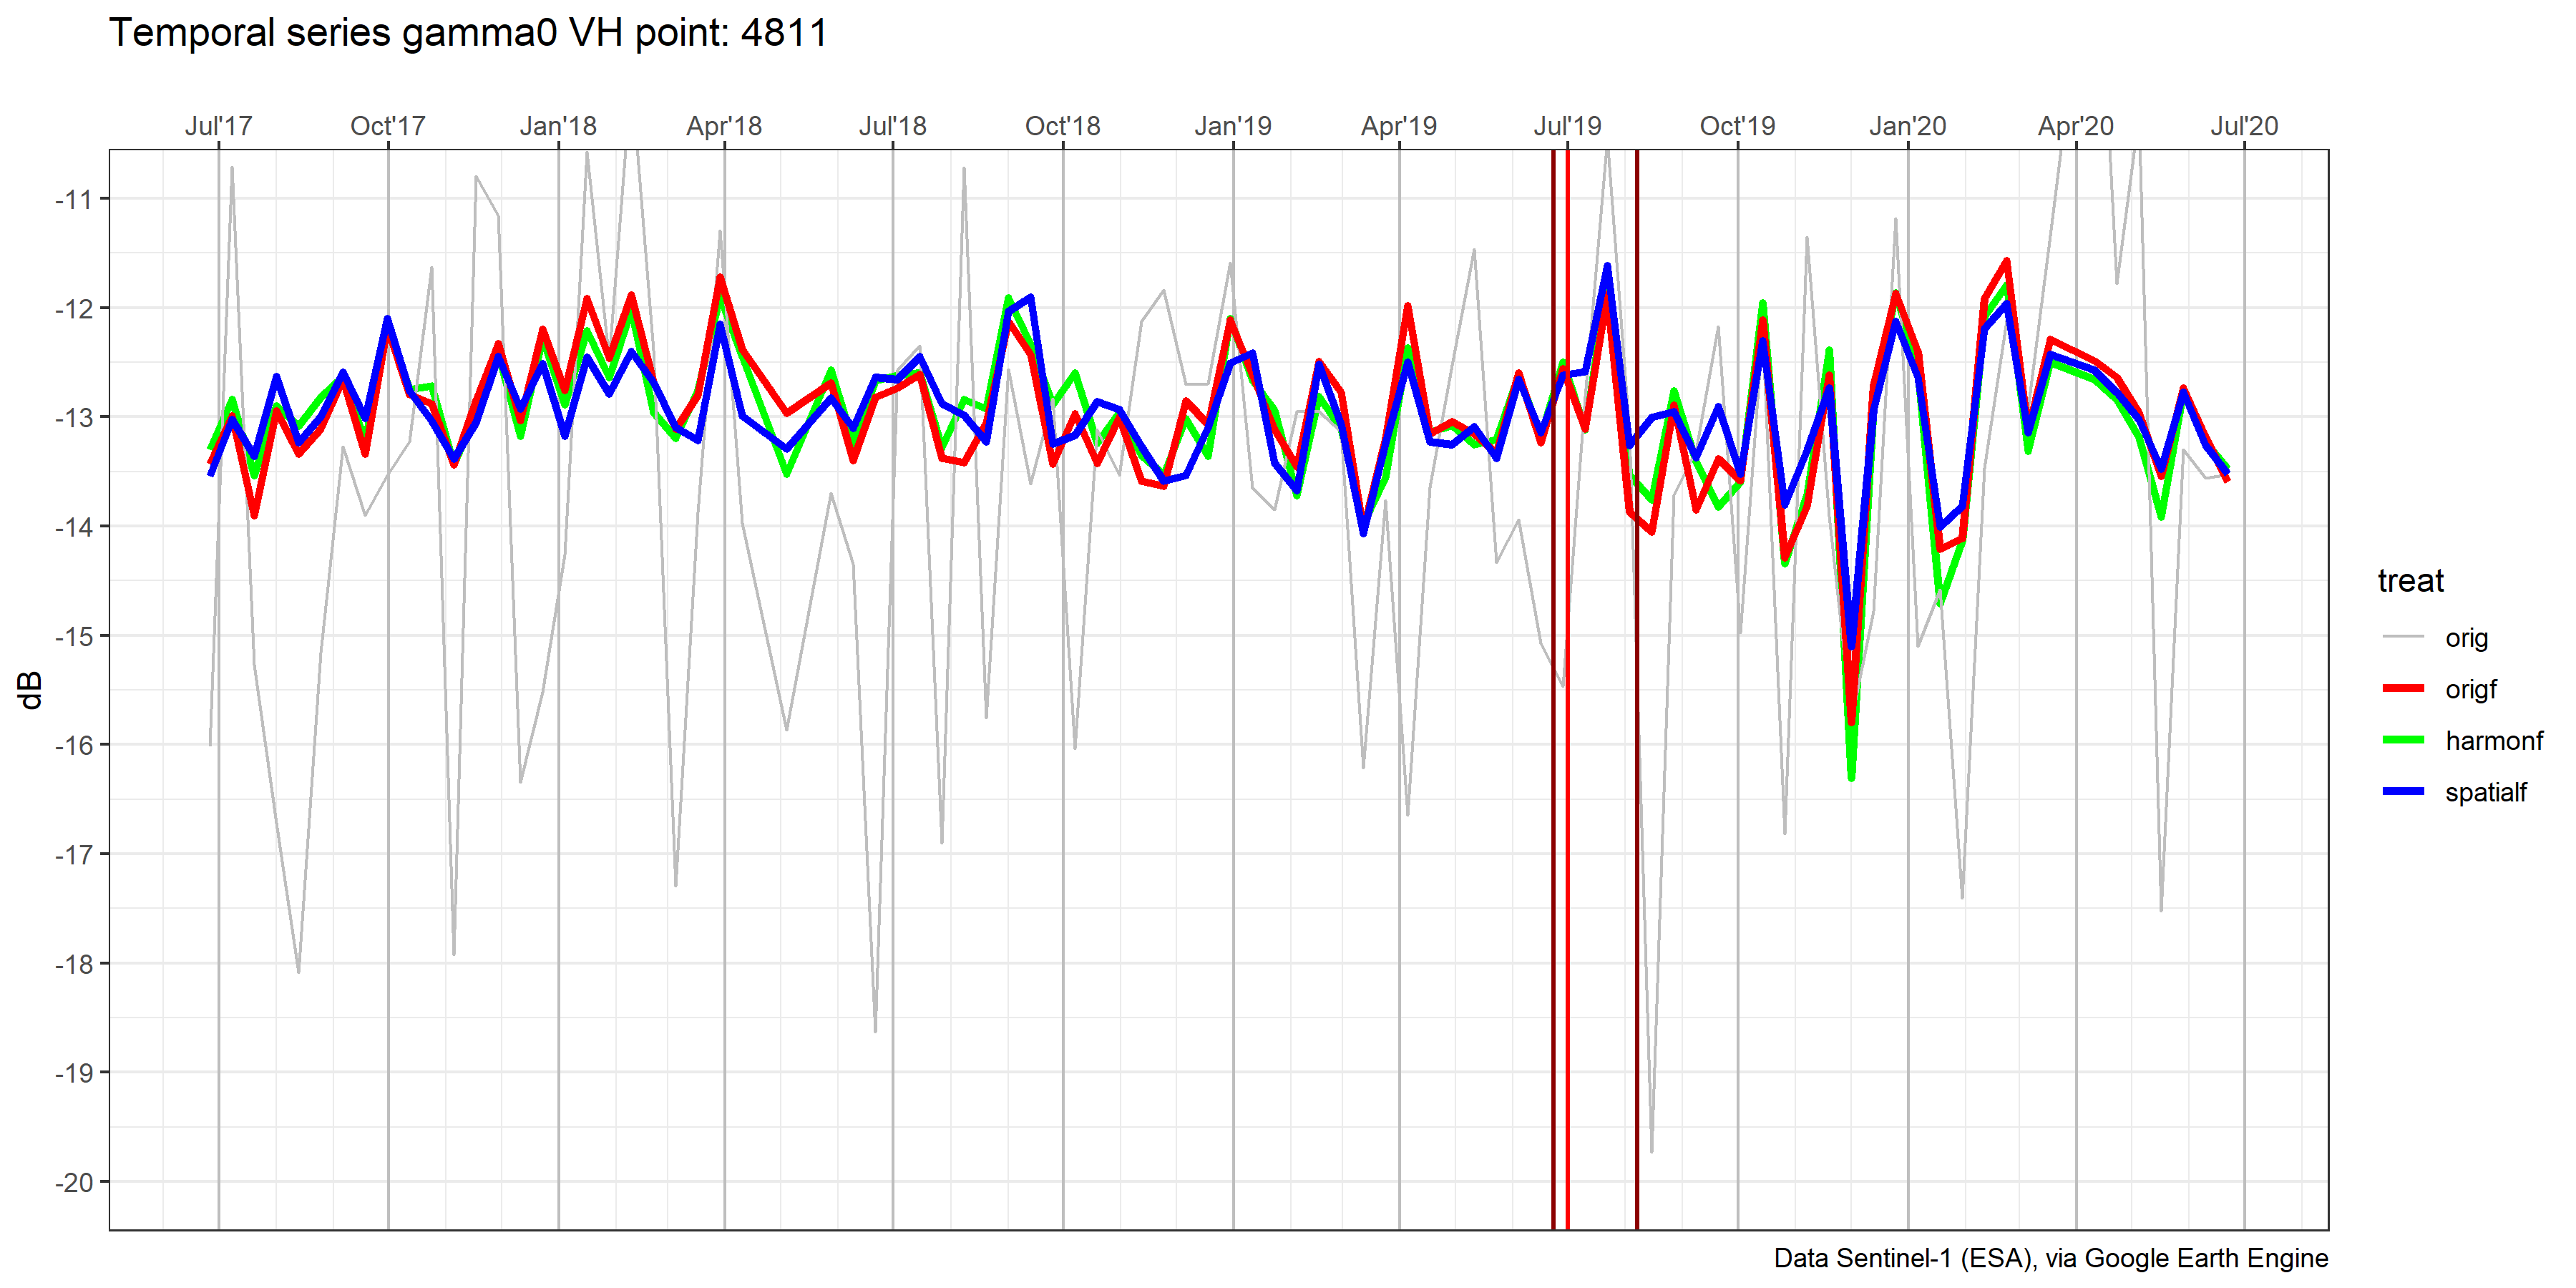 Temporal series gamma0 VH point: 4811
Jul'17 Oct'17 Jan'18 Apr'18 Jul'18 Oct'18 Jan'19 Apr'19 Jul'19 Oct'19 Jan'20 Apr'20 Jul'20
-11
-12
-13
-14
-15
-16
-17
-18
-19
-20
dB
treat
orig
origf
harmonf
spatialf
Data Sentinel-1 (ESA), via Google Earth Engine